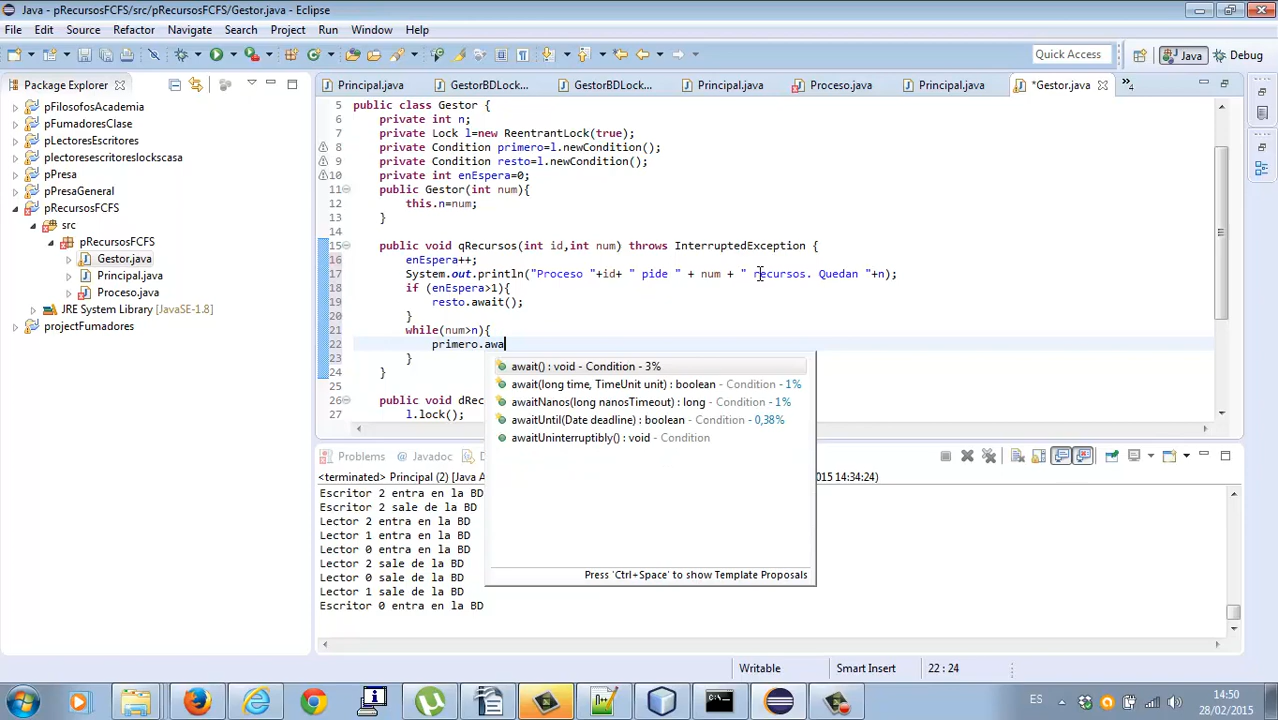 Java - pRecursosFCFS/src/pRecursosFCFS/Gestor.java - Eclipse
File Edit Source Refactor Navigate Search Project Run Window Help
Quick Access
Java
Debug
Package Explorer
Principal.java
GestorBDLock...
GestorBDLock...
Principal.java
Proceso.java
Principal.java
*Gestor.java
»4
pFilosofosAcademia
pFumadoresClase
pLectoresEscritores
plectoresescritoreslockscasa
pPresa
pPresaGeneral
pRecursosFCFS
src
pRecursosFCFS
Gestor.java
Principal.java
Proceso.java
JRE System Library [JavaSE-1.8]
projectFumadores
5 public class Gestor {
6 private int n;
7 private Lock l=new ReentrantLock(true);
8 private Condition primero=l.newCondition();
9 private Condition resto=l.newCondition();
10 private int enEspera=0;
11 public Gestor(int num){
12 this.n=num;
13 }
14
15 public void qRecursos(int id,int num) throws InterruptedException {
16 enEspera++;
17 System.out.println("Proceso "+id+ " pide " + num + " recursos. Quedan "+n);
18 if (enEspera>1){
19 resto.await();
20 }
21 while(num>n){
22 primero.awa
23 }
24 }
25
26 public void dRe
27 l.lock();
await() : void - Condition - 3%
await(long time, TimeUnit unit) : boolean - Condition - 1%
awaitNanos(long nanosTimeout) : long - Condition - 1%
awaitUntil(Date deadline) : boolean - Condition - 0,38%
awaitUninterruptibly() : void - Condition
Press 'Ctrl+Space' to show Template Proposals
Problems
Javadoc
D
<terminated> Principal (2) [Java A
015 14:34:24)
Escritor 2 entra en la BD
Escritor 2 sale de la BD
Lector 2 entra en la BD
Lector 1 entra en la BD
Lector 0 entra en la BD
Lector 2 sale de la BD
Lector 0 sale de la BD
Lector 1 sale de la BD
Escritor 0 entra en la BD
Writable
Smart Insert
22 : 24
ES
14:50
28/02/2015